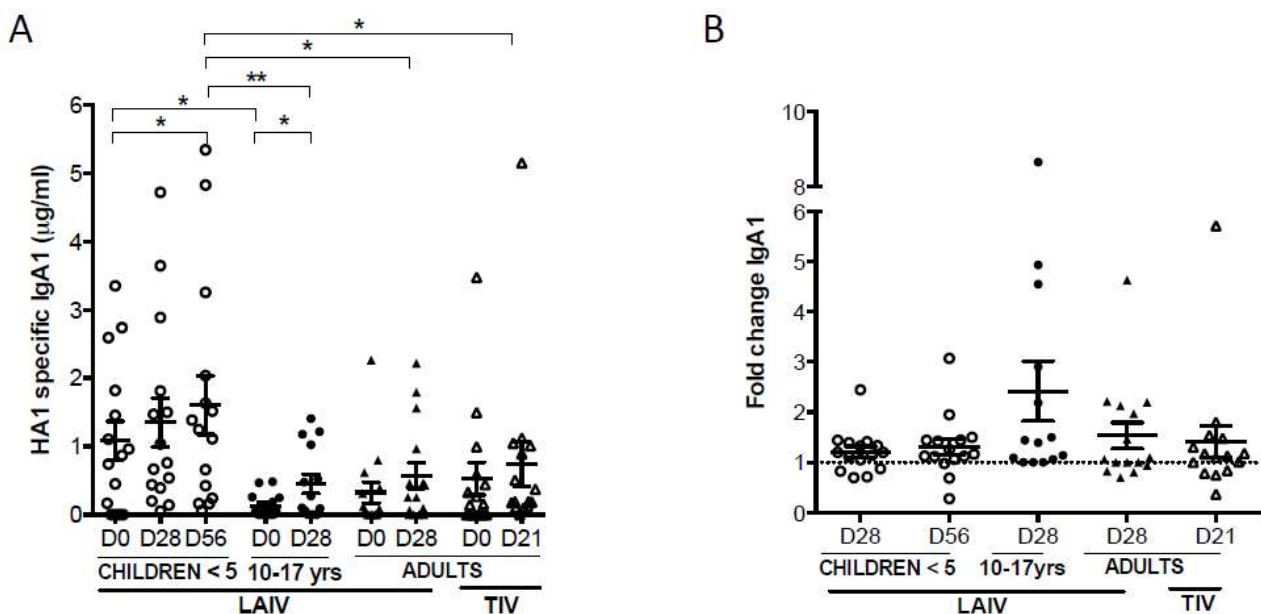 A
*
*
**
*
*
*
HA1 specific IgA1 (µg/ml)
6
5
4
3
2
1
0
D0 D28 D56 D0 D28 D0 D28 D0 D21
CHILDREN < 5 10-17 yrs ADULTS
LAIV TIV
B
Fold change IgA1
10
8
6
5
4
3
2
1
0
D28 D56 D28 D28 D21
CHILDREN < 5 10-17yrs ADULTS
LAIV TIV